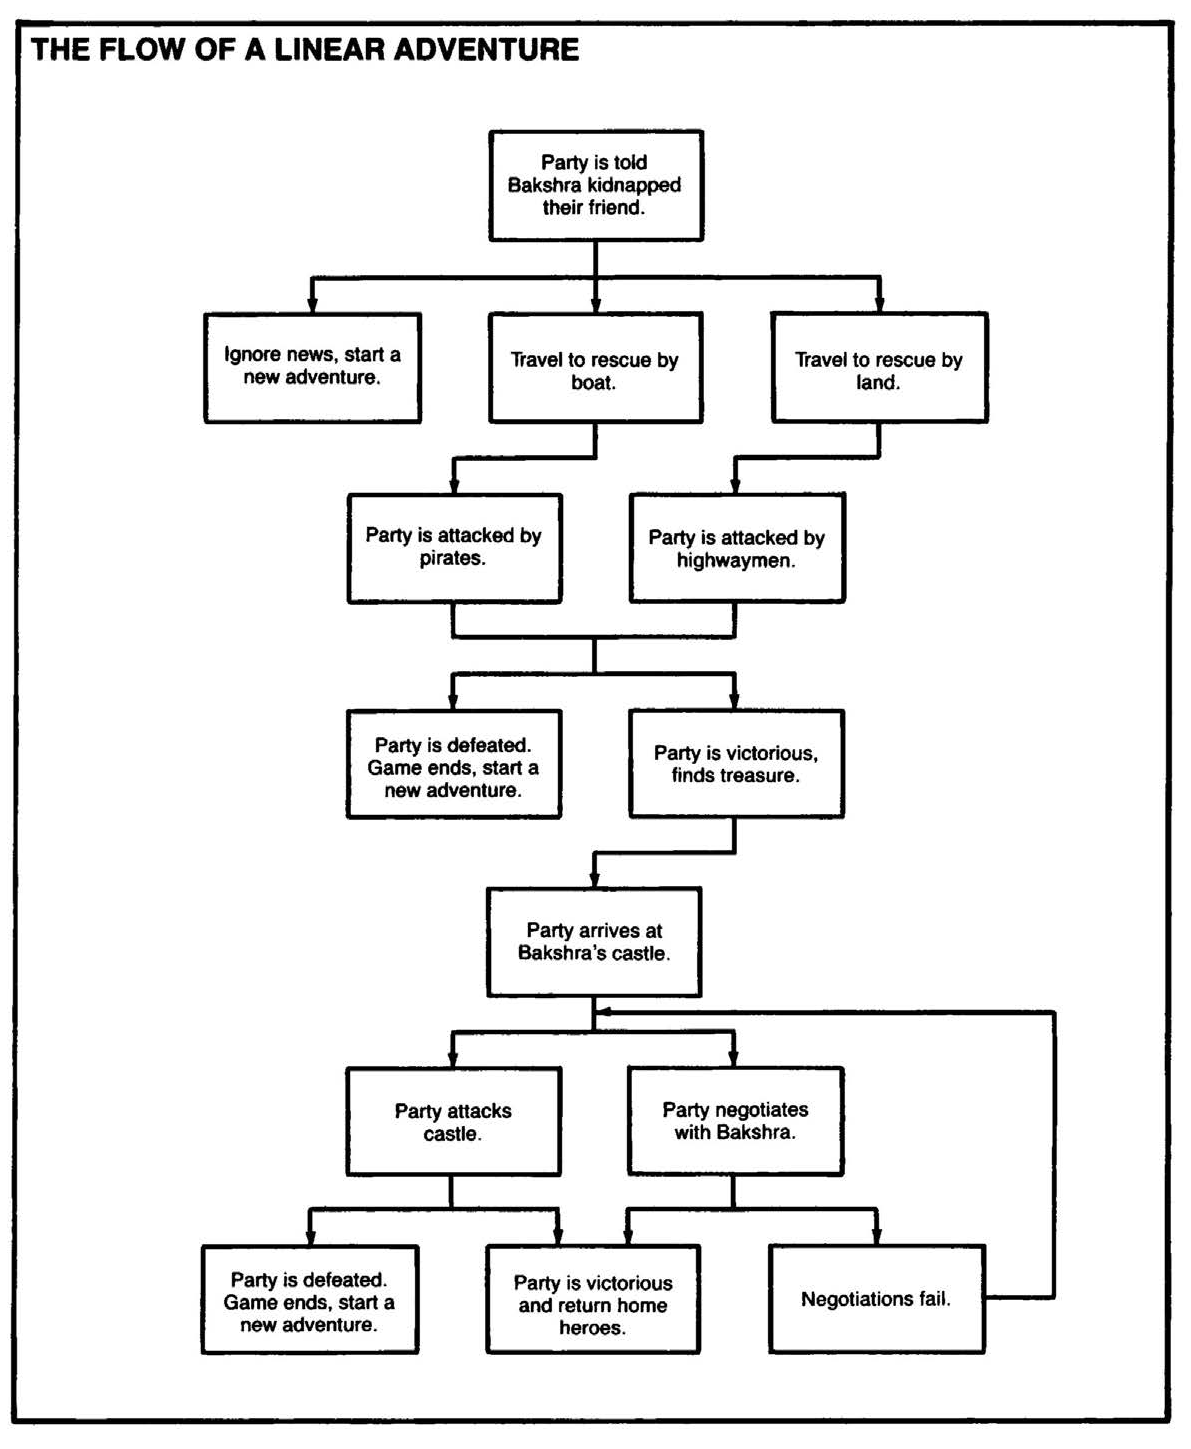 THE FLOW OF A LINEAR ADVENTURE
Party is told
Bakshra kidnapped
their friend.
Ignore news, start a
new adventure.
Travel to rescue by
boat.
Travel to rescue by
land.
Party is attacked by
pirates.
Party is attacked by
highwaymen.
Party is defeated.
Game ends, start a
new adventure.
Party is victorious,
finds treasure.
Party arrives at
Bakshra's castle.
Party attacks
castle.
Party negotiates
with Bakshra.
Party is defeated.
Game ends, start a
new adventure.
Party is victorious
and return home
heroes.
Negotiations fail.